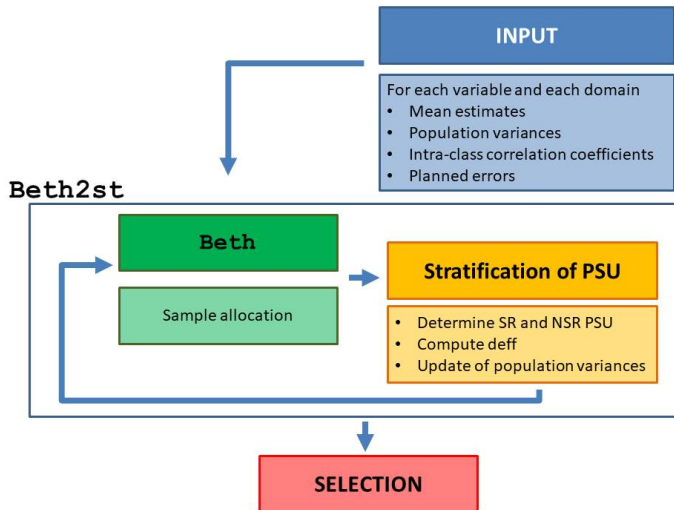 INPUT
For each variable and each domain
• Mean estimates
• Population variances
• Intra-class correlation coefficients
• Planned errors
Beth2st
Beth
Sample allocation
Stratification of PSU
• Determine SR and NSR PSU
• Compute deff
• Update of population variances
SELECTION